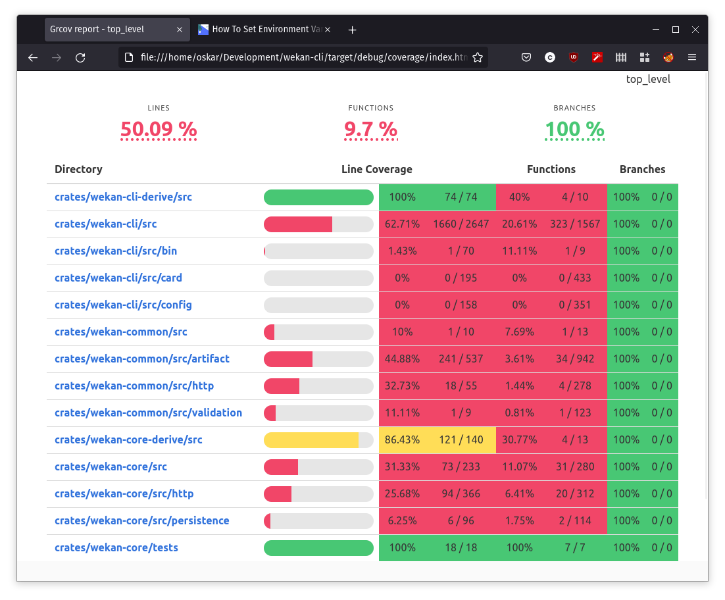 Grcov report - top_level × How To Set Environment Va × +
file:///home/oskar/Development/wekan-cli/target/debug/coverage/index.htm
top_level
LINES FUNCTIONS BRANCHES
50.09 % 9.7 % 100 %
Directory Line Coverage Functions Branches
crates/wekan-cli-derive/src 100% 74 / 74 40% 4 / 10 100% 0 / 0
crates/wekan-cli/src 62.71% 1660 / 2647 20.61% 323 / 1567 100% 0 / 0
crates/wekan-cli/src/bin 1.43% 1 / 70 11.11% 1 / 9 100% 0 / 0
crates/wekan-cli/src/card 0% 0 / 195 0% 0 / 433 100% 0 / 0
crates/wekan-cli/src/config 0% 0 / 158 0% 0 / 351 100% 0 / 0
crates/wekan-common/src 10% 1 / 10 7.69% 1 / 13 100% 0 / 0
crates/wekan-common/src/artifact 44.88% 241 / 537 3.61% 34 / 942 100% 0 / 0
crates/wekan-common/src/http 32.73% 18 / 55 1.44% 4 / 278 100% 0 / 0
crates/wekan-common/src/validation 11.11% 1 / 9 0.81% 1 / 123 100% 0 / 0
crates/wekan-core-derive/src 86.43% 121 / 140 30.77% 4 / 13 100% 0 / 0
crates/wekan-core/src 31.33% 73 / 233 11.07% 31 / 280 100% 0 / 0
crates/wekan-core/src/http 25.68% 94 / 366 6.41% 20 / 312 100% 0 / 0
crates/wekan-core/src/persistence 6.25% 6 / 96 1.75% 2 / 114 100% 0 / 0
crates/wekan-core/tests 100% 18 / 18 100% 7 / 7 100% 0 / 0